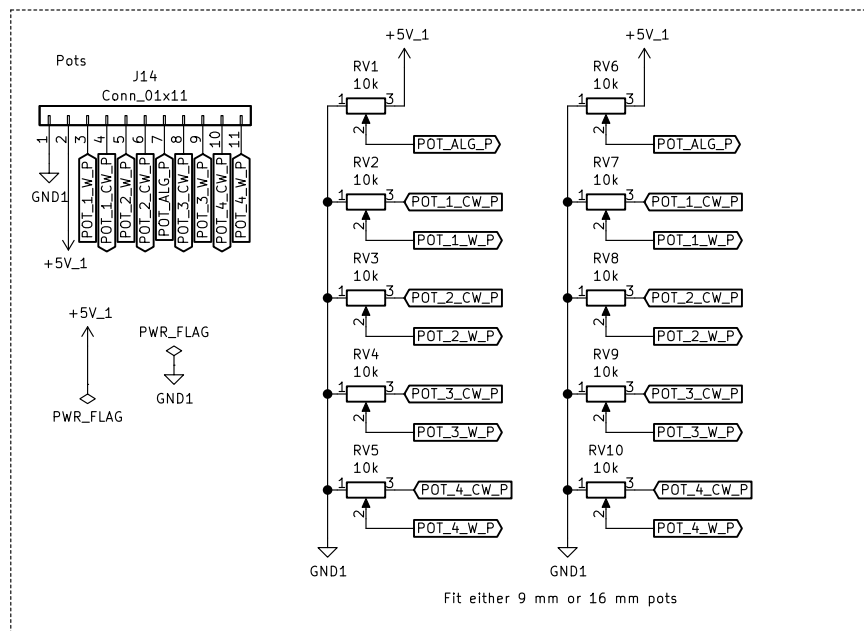 Pots
J14
Conn_01x11
1
2
3
4
5
6
7
8
9
10
11
GND1
+5V_1
POT_1_W_P
POT_1_CW_P
POT_2_W_P
POT_2_CW_P
POT_ALG_P
POT_3_CW_P
POT_3_W_P
POT_4_CW_P
POT_4_W_P
+5V_1
PWR_FLAG
PWR_FLAG
GND1
+5V_1
RV1
10k
1
3
2
POT_ALG_P
RV2
10k
1
3
POT_1_CW_P
2
POT_1_W_P
RV3
10k
1
3
POT_2_CW_P
2
POT_2_W_P
RV4
10k
1
3
POT_3_CW_P
2
POT_3_W_P
RV5
10k
1
3
POT_4_CW_P
2
POT_4_W_P
GND1
+5V_1
RV6
10k
1
3
2
POT_ALG_P
RV7
10k
1
3
POT_1_CW_P
2
POT_1_W_P
RV8
10k
1
3
POT_2_CW_P
2
POT_2_W_P
RV9
10k
1
3
POT_3_CW_P
2
POT_3_W_P
RV10
10k
1
3
POT_4_CW_P
2
POT_4_W_P
GND1
Fit either 9 mm or 16 mm pots